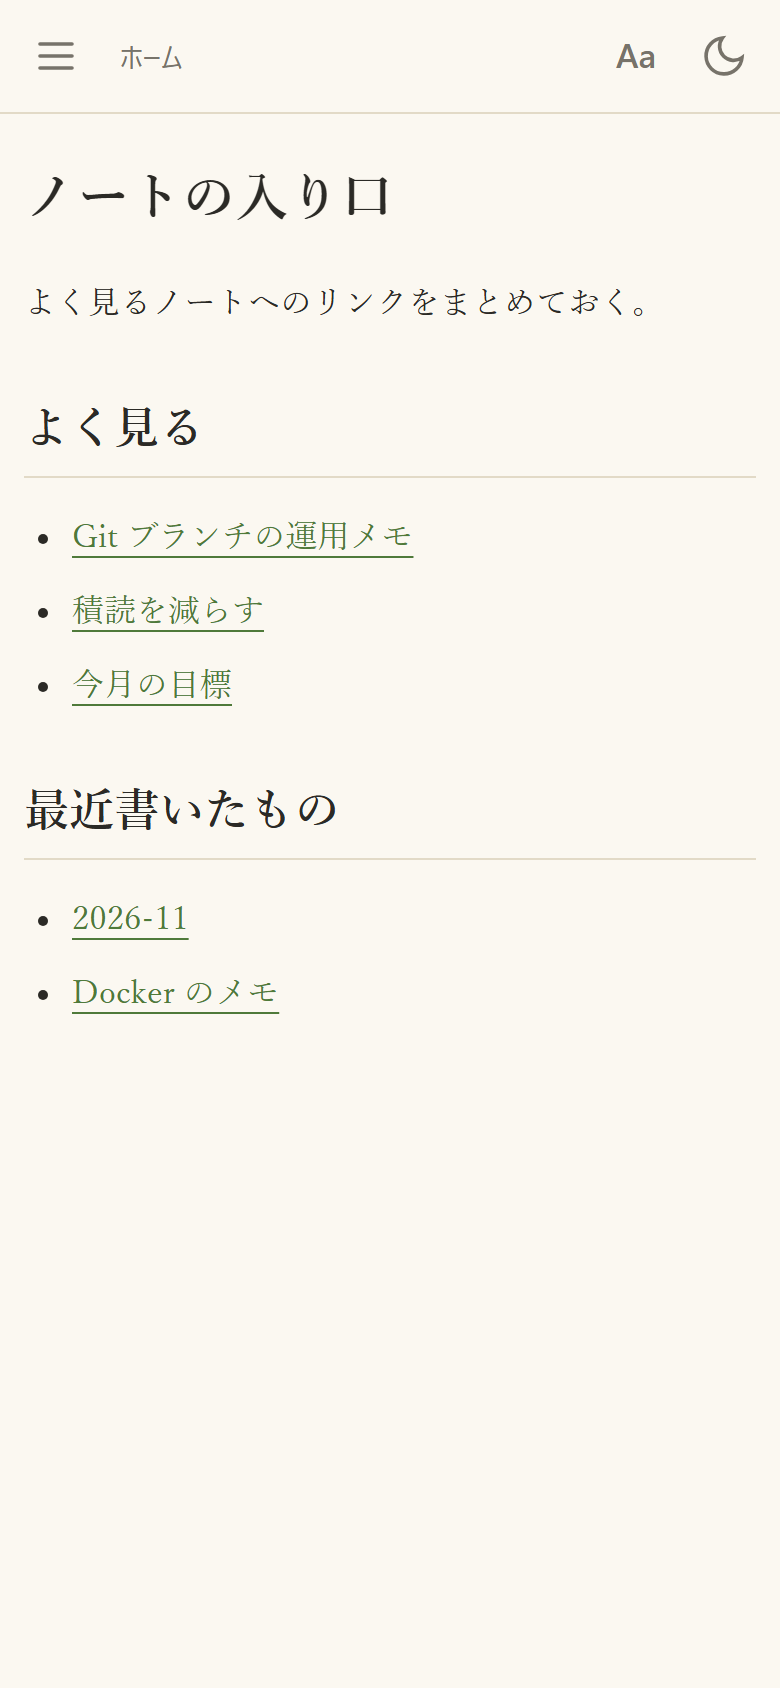 ホーム
Aa
ノートの入り口
よく見るノートへのリンクをまとめておく。
よく見る
Git ブランチの運用メモ
積読を減らす
今月の目標
最近書いたもの
2026-11
Docker のメモ